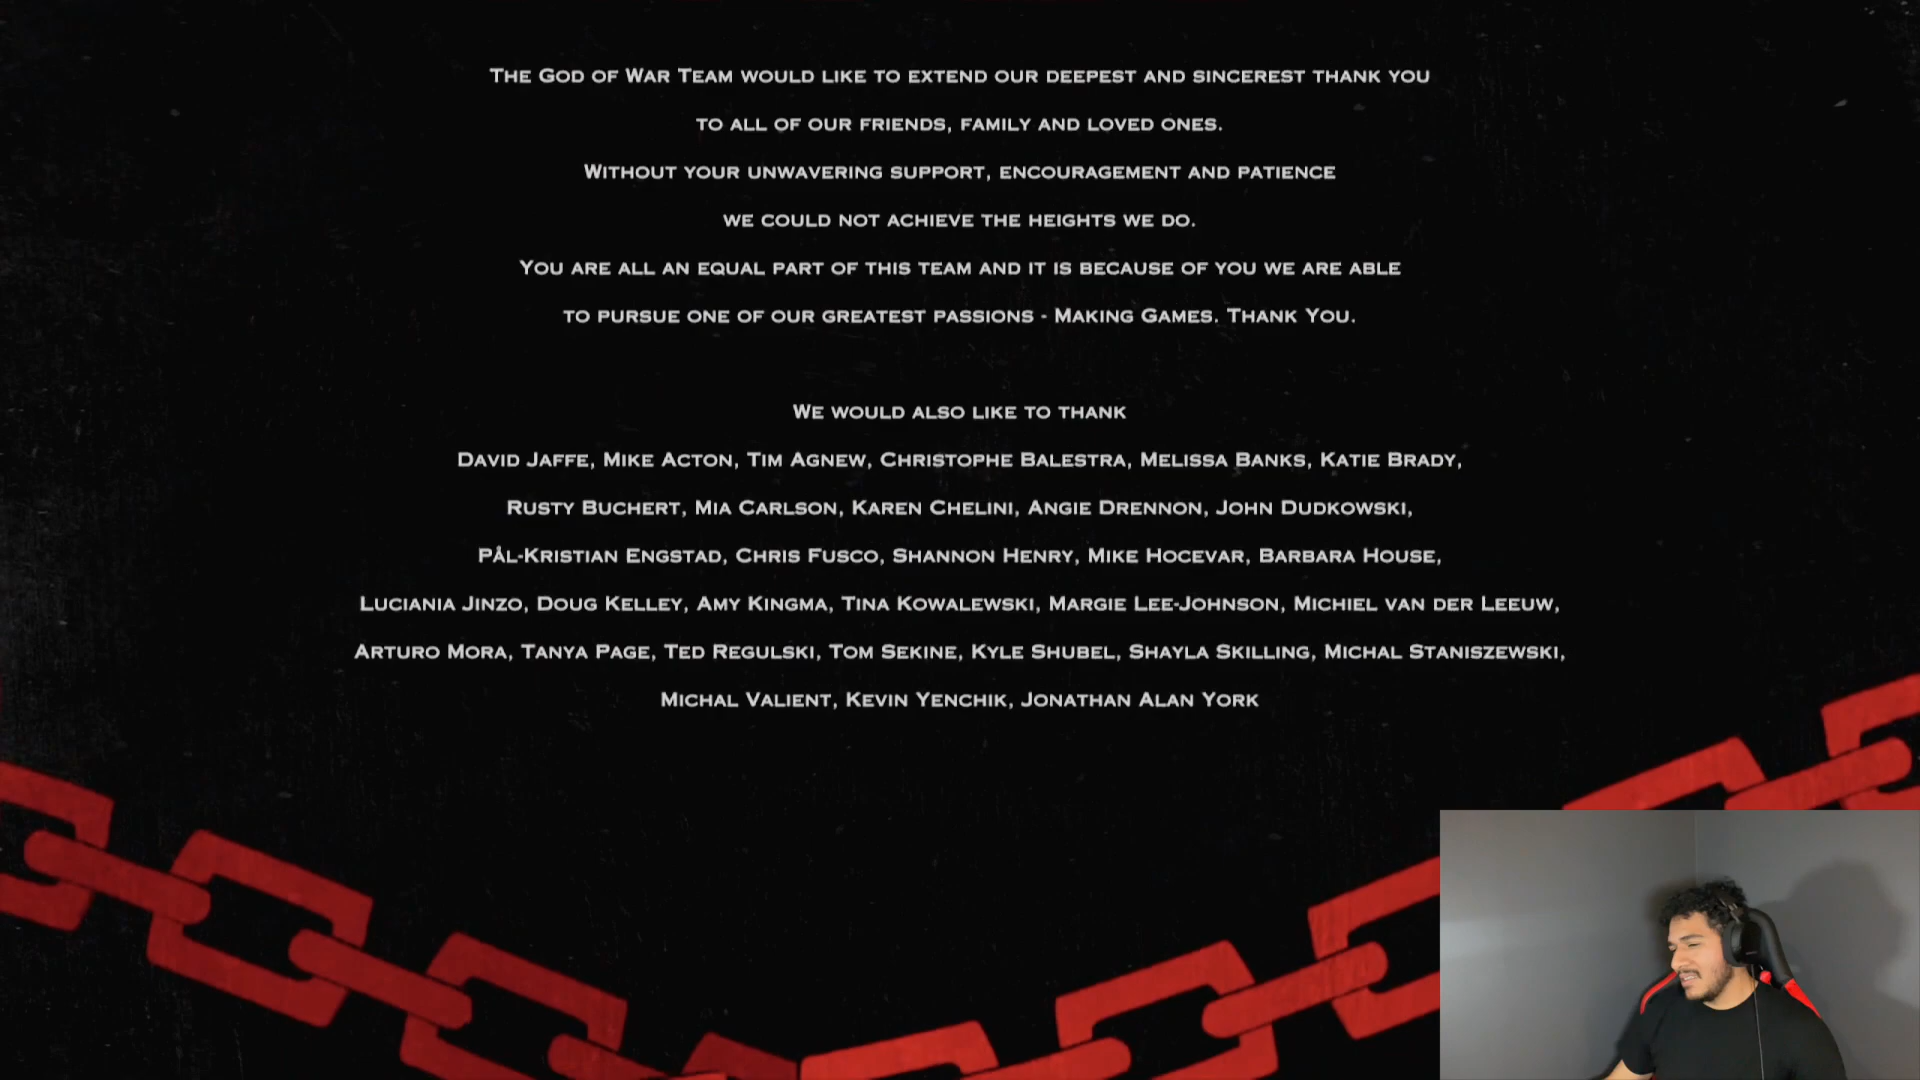 The God of War Team would like to extend our deepest and sincerest thank you
to all of our friends, family and loved ones.
Without your unwavering support, encouragement and patience
we could not achieve the heights we do.
You are all an equal part of this team and it is because of you we are able
to pursue one of our greatest passions - Making Games. Thank You.
We would also like to thank
David Jaffe, Mike Acton, Tim Agnew, Christophe Balestra, Melissa Banks, Katie Brady,
Rusty Buchert, Mia Carlson, Karen Chelini, Angie Drennon, John Dudkowski,
Pål-Kristian Engstad, Chris Fusco, Shannon Henry, Mike Hocevar, Barbara House,
Luciania Jinzo, Doug Kelley, Amy Kingma, Tina Kowalewski, Margie Lee-Johnson, Michiel van der Leeuw,
Arturo Mora, Tanya Page, Ted Regulski, Tom Sekine, Kyle Shubel, Shayla Skilling, Michal Staniszewski,
Michal Valient, Kevin Yenchik, Jonathan Alan York